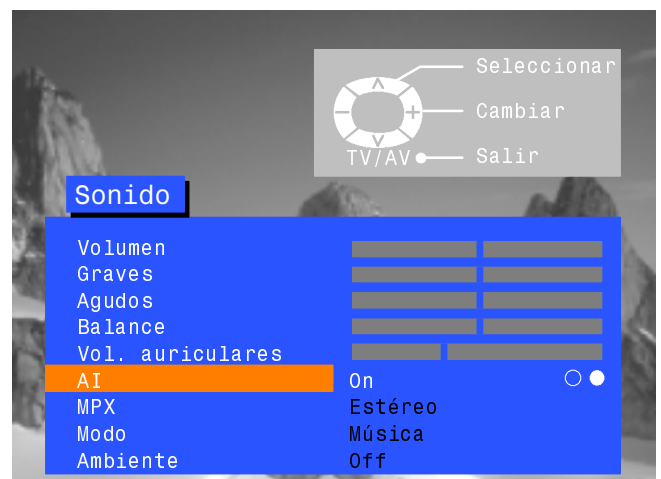 Seleccionar
Cambiar
TV/AV Salir
Sonido
Volumen
Graves
Agudos
Balance
Vol. auriculares
AI On
MPX Estéreo
Modo Música
Ambiente Off